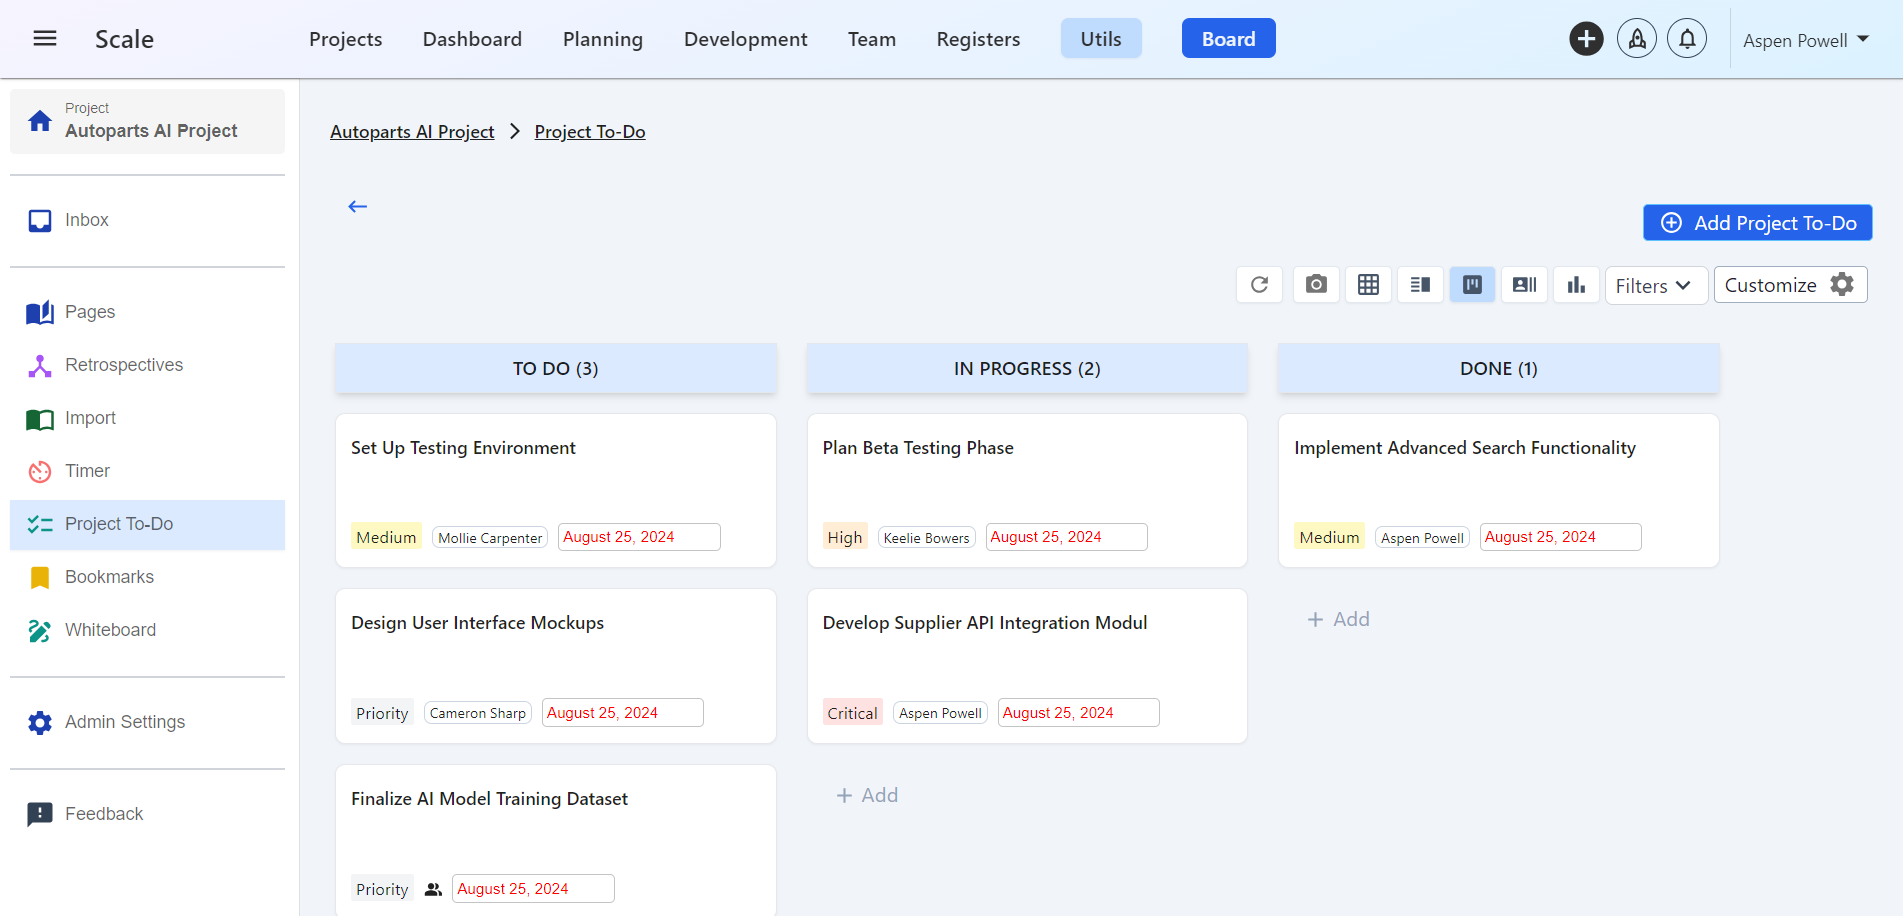 Scale
Projects
Dashboard
Planning
Development
Team
Registers
Utils
Board
Aspen Powell
Project
Autoparts AI Project
Inbox
Pages
Retrospectives
Import
Timer
Project To-Do
Bookmarks
Whiteboard
Admin Settings
Feedback
Autoparts AI Project > Project To-Do
Add Project To-Do
Filters
Customize
TO DO (3)
Set Up Testing Environment
Medium Mollie Carpenter August 25, 2024
Design User Interface Mockups
Priority Cameron Sharp August 25, 2024
Finalize AI Model Training Dataset
Priority August 25, 2024
IN PROGRESS (2)
Plan Beta Testing Phase
High Keelie Bowers August 25, 2024
Develop Supplier API Integration Modul
Critical Aspen Powell August 25, 2024
+ Add
DONE (1)
Implement Advanced Search Functionality
Medium Aspen Powell August 25, 2024
+ Add